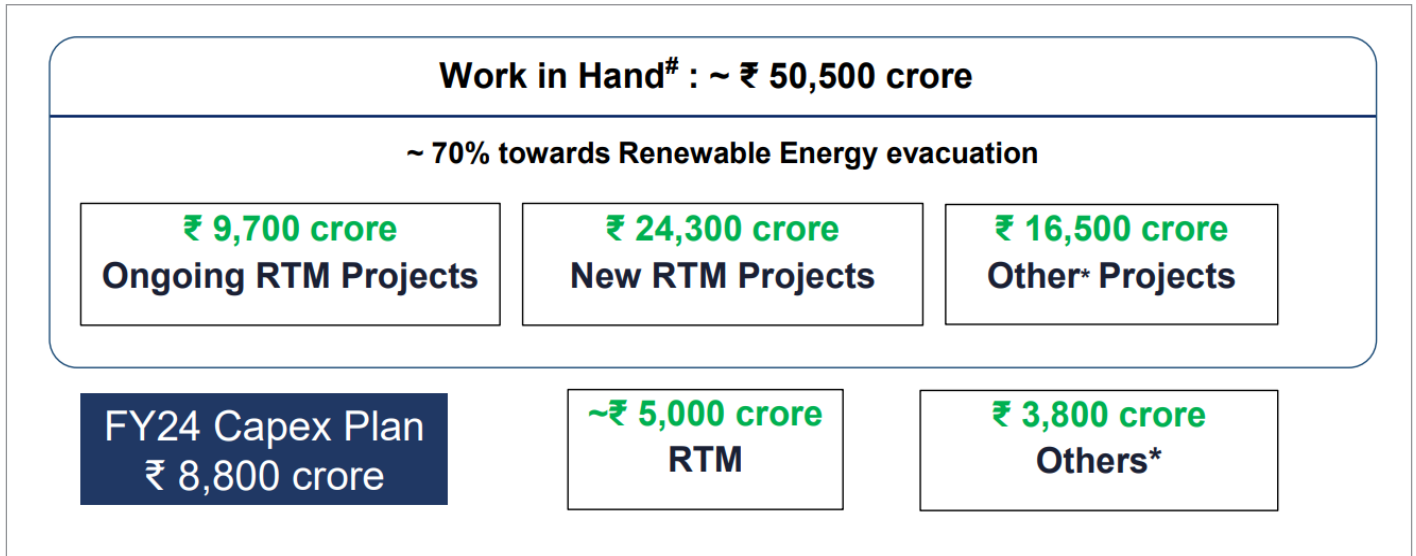 Work in Hand# : ~ ₹ 50,500 crore
~ 70% towards Renewable Energy evacuation
₹ 9,700 crore
Ongoing RTM Projects
₹ 24,300 crore
New RTM Projects
₹ 16,500 crore
Other* Projects
FY24 Capex Plan
₹ 8,800 crore
~₹ 5,000 crore
RTM
₹ 3,800 crore
Others*